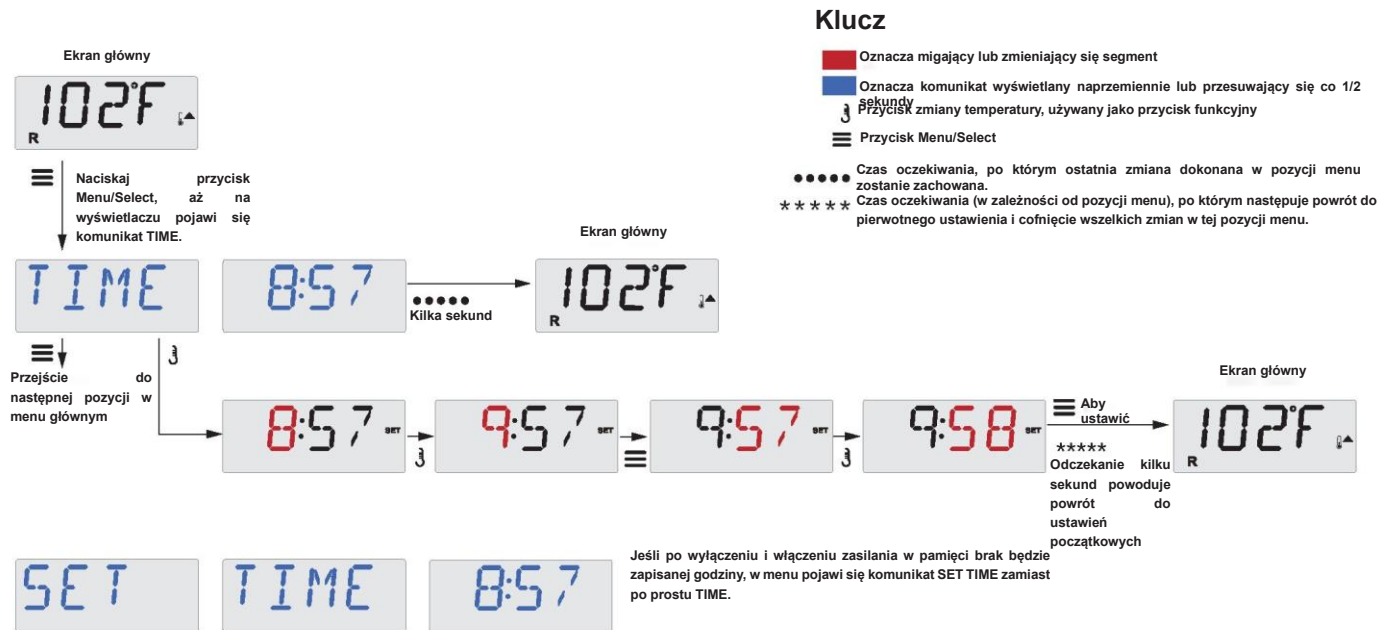 Klucz
Oznacza migający lub zmieniający się segment
Oznacza komunikat wyświetlany naprzemiennie lub przesuwający się co 1/2
sekundy
Przycisk zmiany temperatury, używany jako przycisk funkcyjny
Przycisk Menu/Select
Czas oczekiwania, po którym ostatnia zmiana dokonana w pozycji menu
zostanie zachowana.
***** Czas oczekiwania (w zależności od pozycji menu), po którym następuje powrót do
pierwotnego ustawienia i cofnięcie wszelkich zmian w tej pozycji menu.
Ekran główny
102°F
R
Naciskaj przycisk
Menu/Select, aż na
wyświetlaczu pojawi się
komunikat TIME.
TIME
8:57
Kilka sekund
Ekran główny
102°F
R
Przejście do
następnej pozycji w
menu głównym
8:57 SET
9:57 SET
9:57 SET
9:58 SET
Aby
ustawić
*****
Odczekanie kilku
sekund powoduje
powrót do
ustawień
początkowych
Ekran główny
102°F
R
SET
TIME
8:57
Jeśli po wyłączeniu i włączeniu zasilania w pamięci brak będzie
zapisanej godziny, w menu pojawi się komunikat SET TIME zamiast
po prostu TIME.